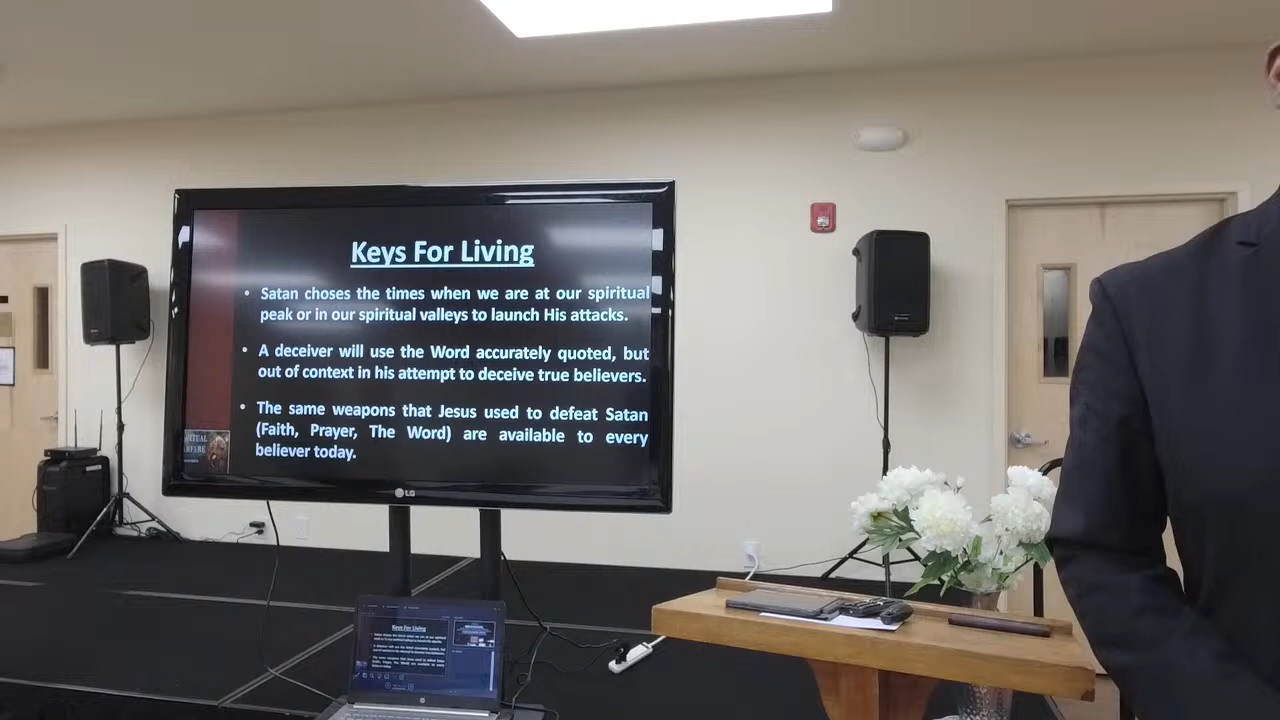 Keys For Living
• Satan choses the times when we are at our spiritual
peak or in our spiritual valleys to launch His attacks.
• A deceiver will use the Word accurately quoted, but
out of context in his attempt to deceive true believers.
• The same weapons that Jesus used to defeat Satan
(Faith, Prayer, The Word) are available to every
believer today.
LG
Keys For Living